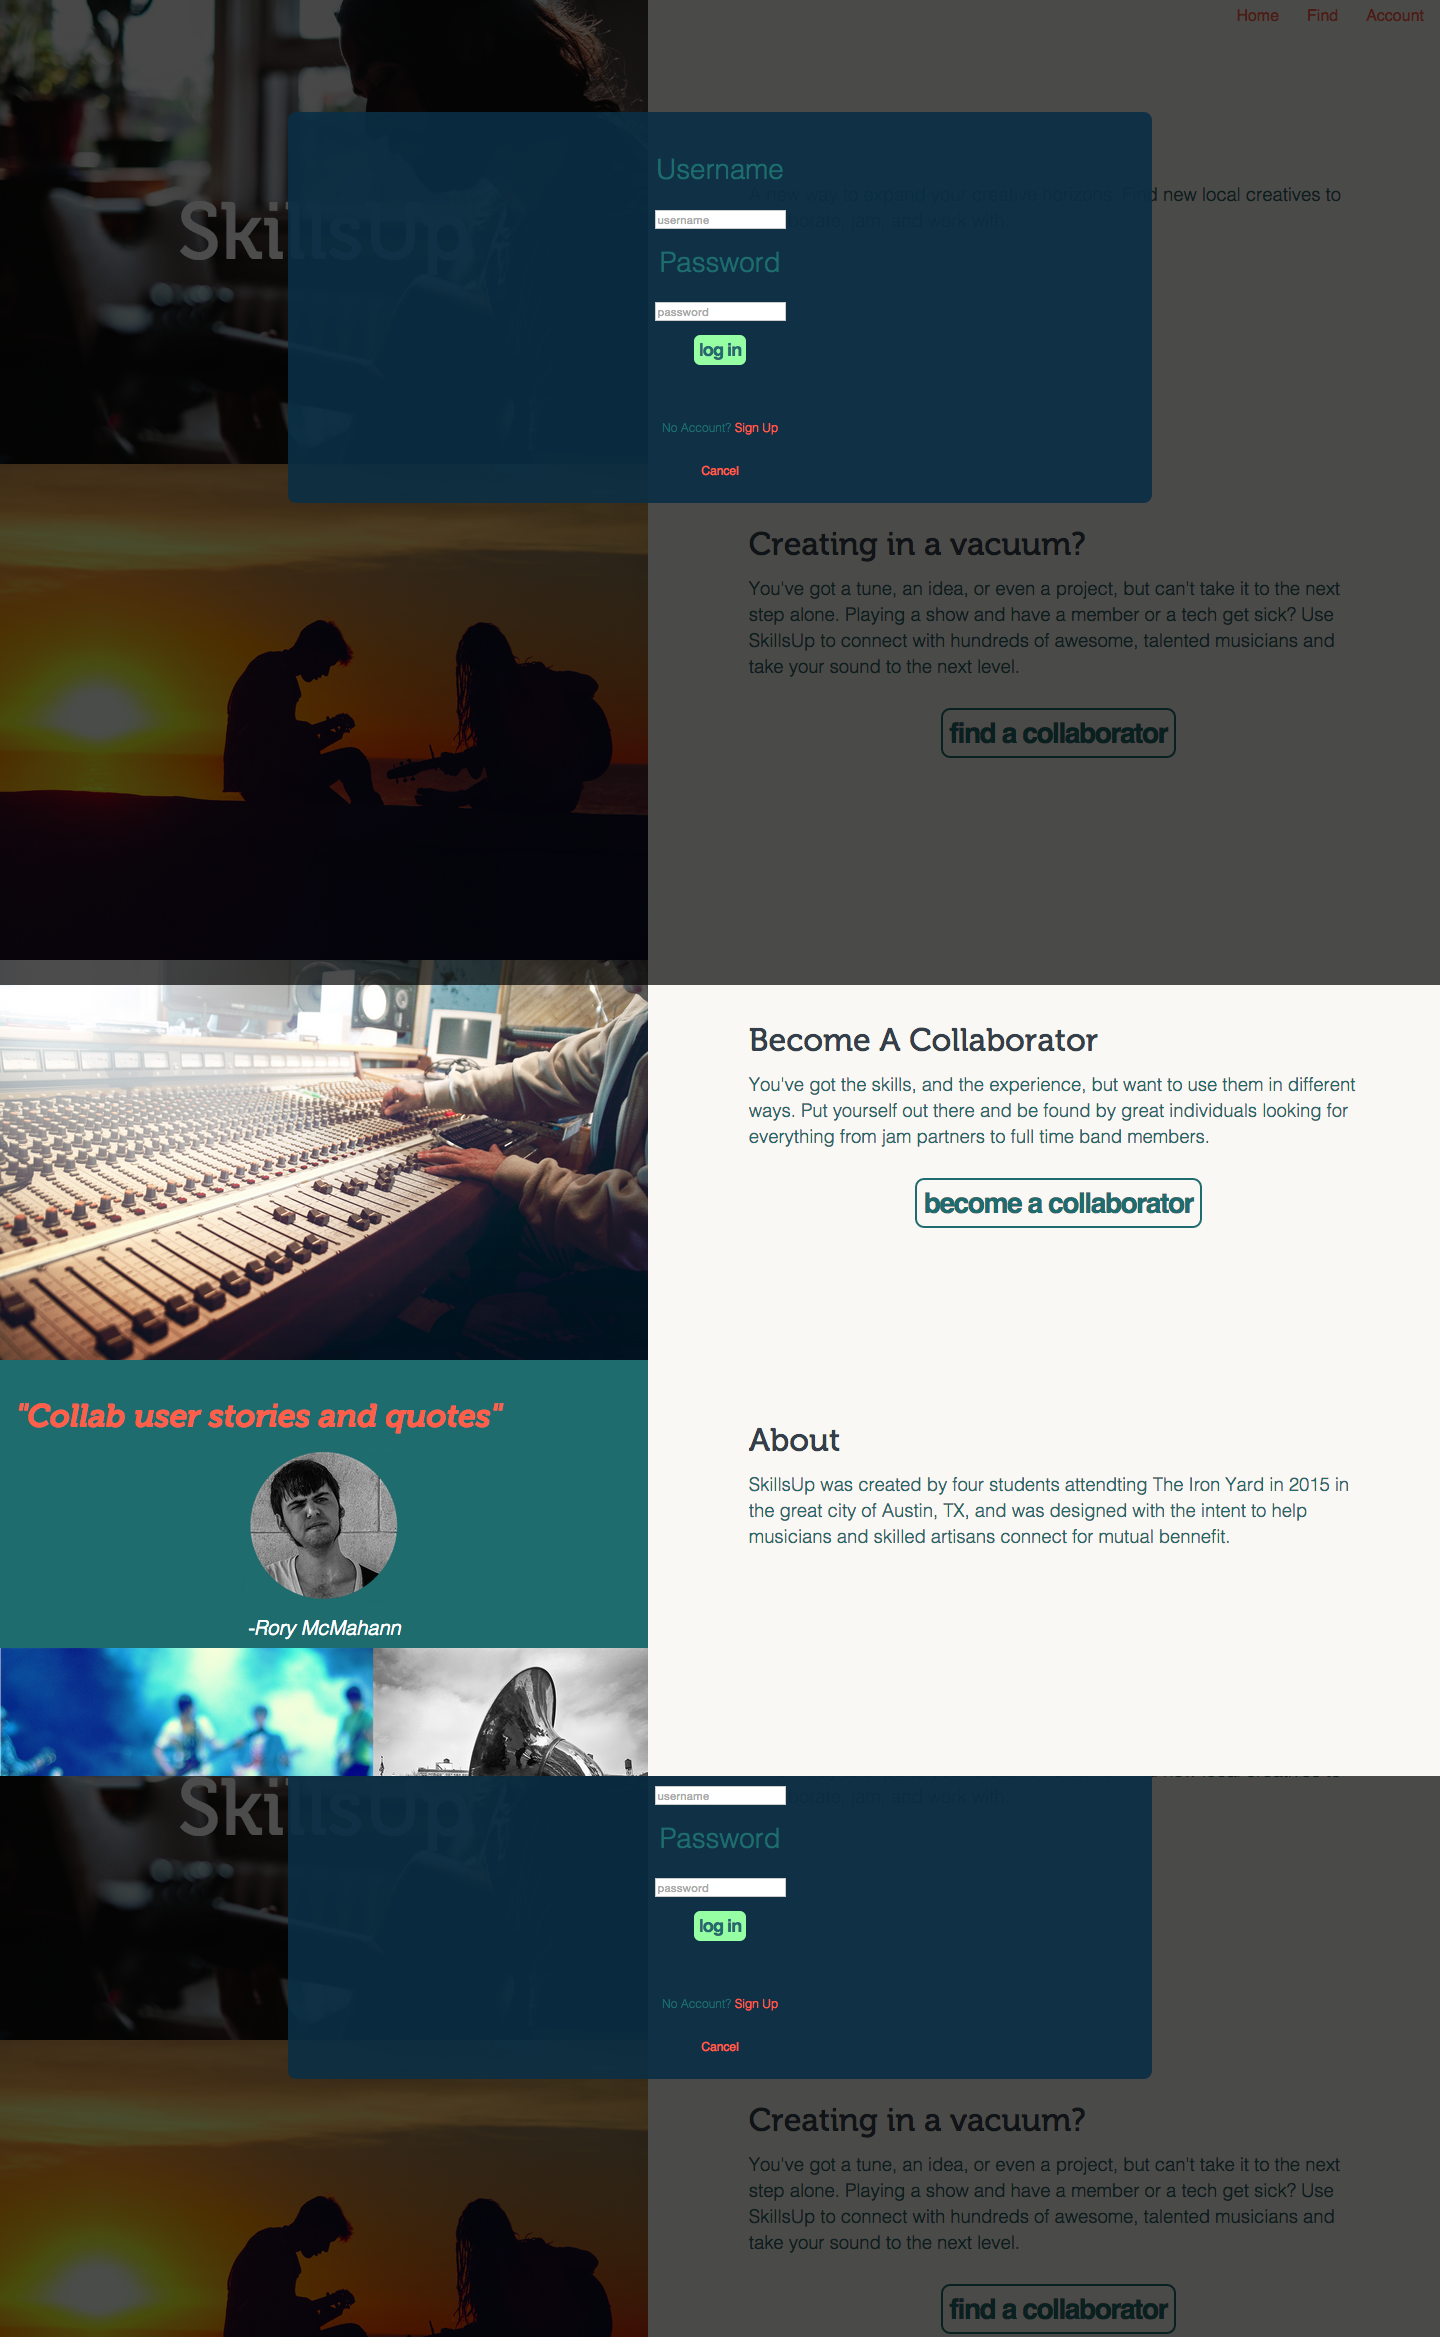 Home Find Account
Username
A new way to expand your creative horizons. Find new local creatives to
username
collaborate, jam, and work with.
SkillsUp
Password
password
log in
No Account? Sign Up
Cancel
Creating in a vacuum?
You've got a tune, an idea, or even a project, but can't take it to the next
step alone. Playing a show and have a member or a tech get sick? Use
SkillsUp to connect with hundreds of awesome, talented musicians and
take your sound to the next level.
find a collaborator
Become A Collaborator
You've got the skills, and the experience, but want to use them in different
ways. Put yourself out there and be found by great individuals looking for
everything from jam partners to full time band members.
become a collaborator
"Collab user stories and quotes"
-Rory McMahann
About
SkillsUp was created by four students attendting The Iron Yard in 2015 in
the great city of Austin, TX, and was designed with the intent to help
musicians and skilled artisans connect for mutual bennefit.
new local creatives to
username
jam, and work with.
SkillsUp
Password
password
log in
No Account? Sign Up
Cancel
Creating in a vacuum?
You've got a tune, an idea, or even a project, but can't take it to the next
step alone. Playing a show and have a member or a tech get sick? Use
SkillsUp to connect with hundreds of awesome, talented musicians and
take your sound to the next level.
find a collaborator